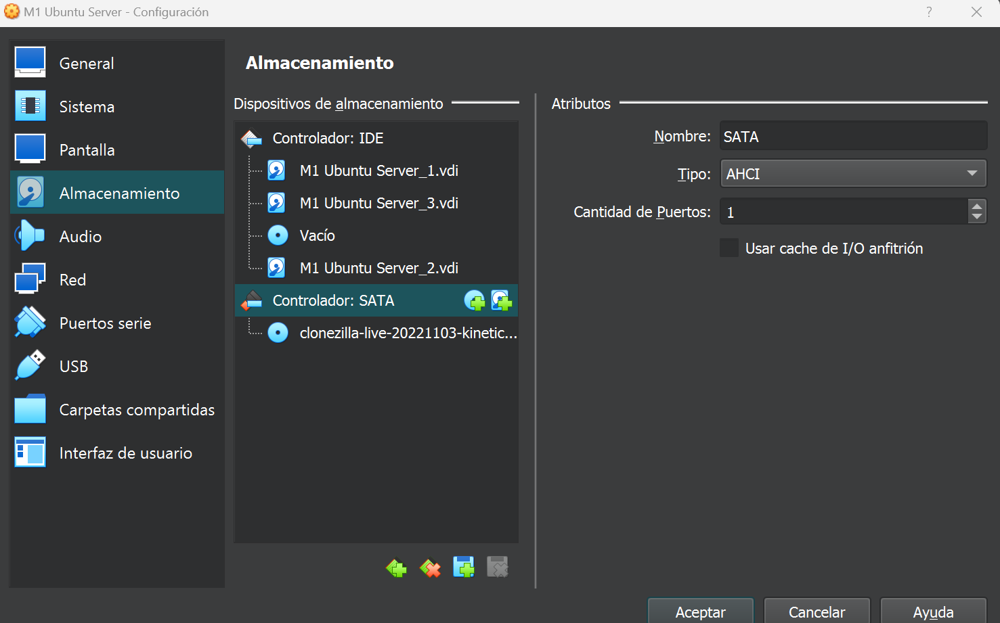 M1 Ubuntu Server - Configuración
?
General
Sistema
Pantalla
Almacenamiento
Audio
Red
Puertos serie
USB
Carpetas compartidas
Interfaz de usuario
Almacenamiento
Dispositivos de almacenamiento
Controlador: IDE
M1 Ubuntu Server_1.vdi
M1 Ubuntu Server_3.vdi
Vacío
M1 Ubuntu Server_2.vdi
Controlador: SATA
clonezilla-live-20221103-kinetic...
Atributos
Nombre: SATA
Tipo: AHCI
Cantidad de Puertos: 1
Usar cache de I/O anfitrión
Aceptar Cancelar Ayuda